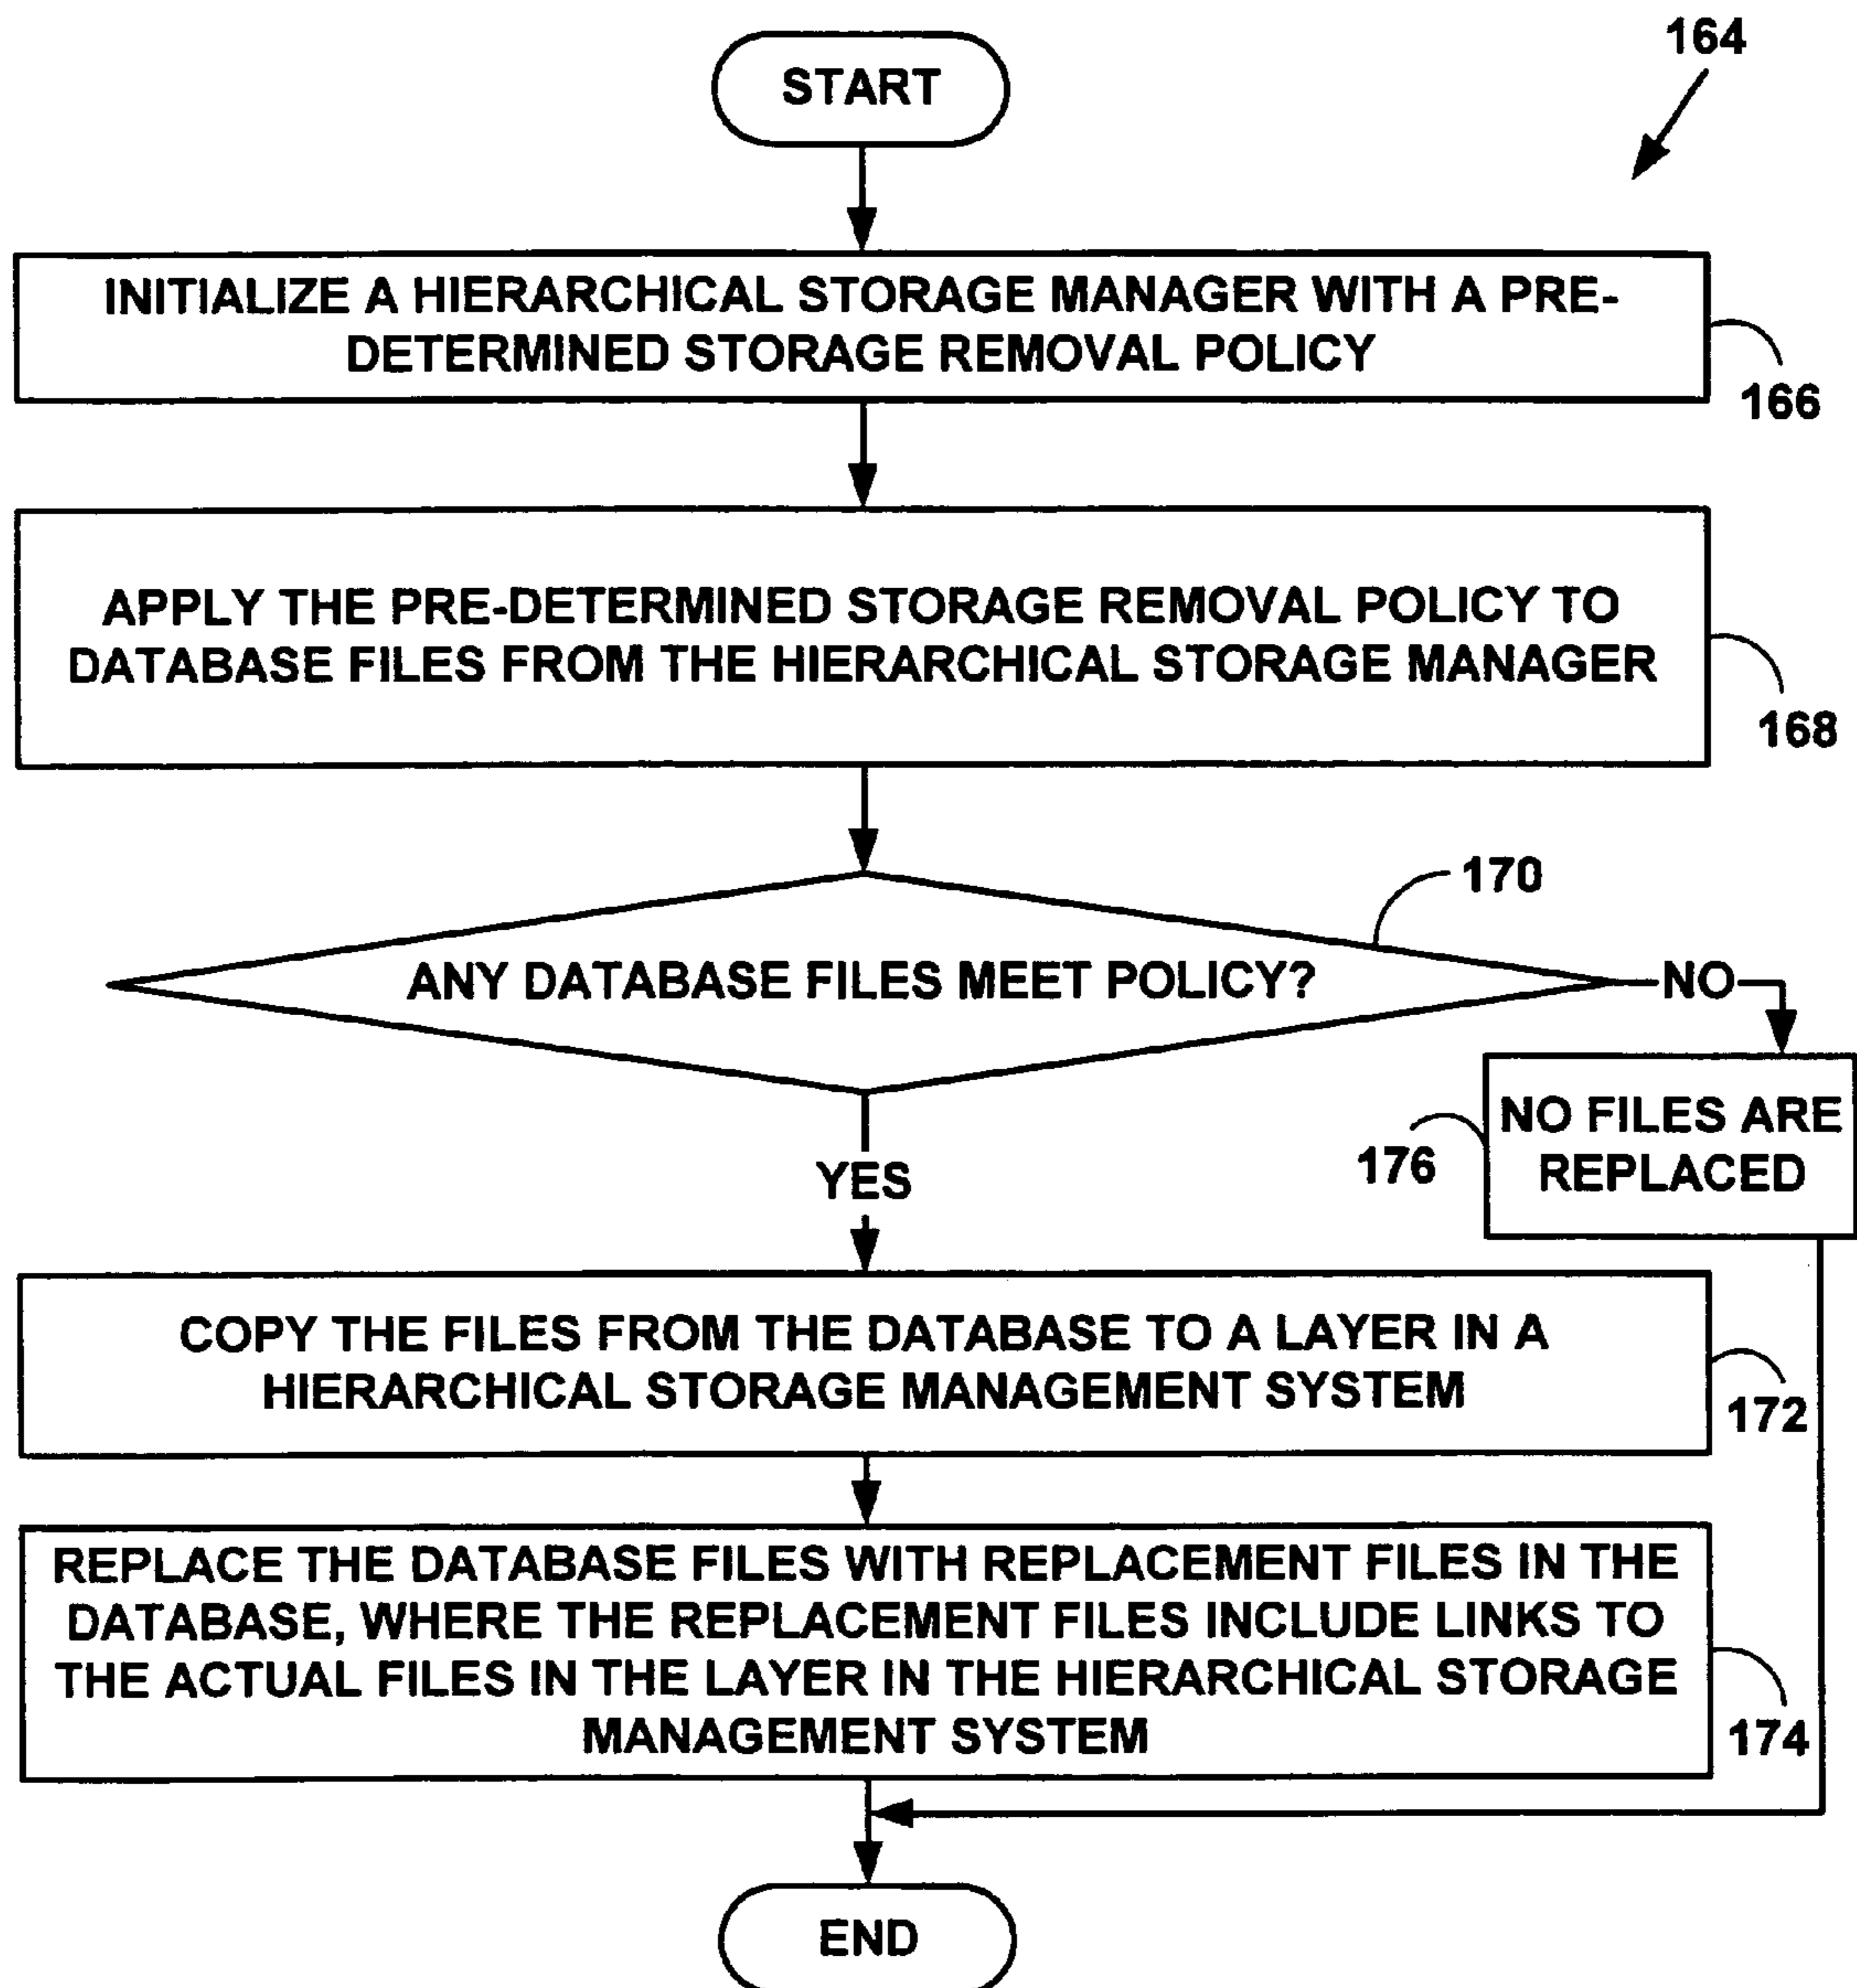 164
START
INITIALIZE A HIERARCHICAL STORAGE MANAGER WITH A PRE-
DETERMINED STORAGE REMOVAL POLICY
166
APPLY THE PRE-DETERMINED STORAGE REMOVAL POLICY TO
DATABASE FILES FROM THE HIERARCHICAL STORAGE MANAGER
168
170
ANY DATABASE FILES MEET POLICY?
NO
NO FILES ARE
REPLACED
176
YES
COPY THE FILES FROM THE DATABASE TO A LAYER IN A
HIERARCHICAL STORAGE MANAGEMENT SYSTEM
172
REPLACE THE DATABASE FILES WITH REPLACEMENT FILES IN THE
DATABASE, WHERE THE REPLACEMENT FILES INCLUDE LINKS TO
THE ACTUAL FILES IN THE LAYER IN THE HIERARCHICAL STORAGE
MANAGEMENT SYSTEM
174
END